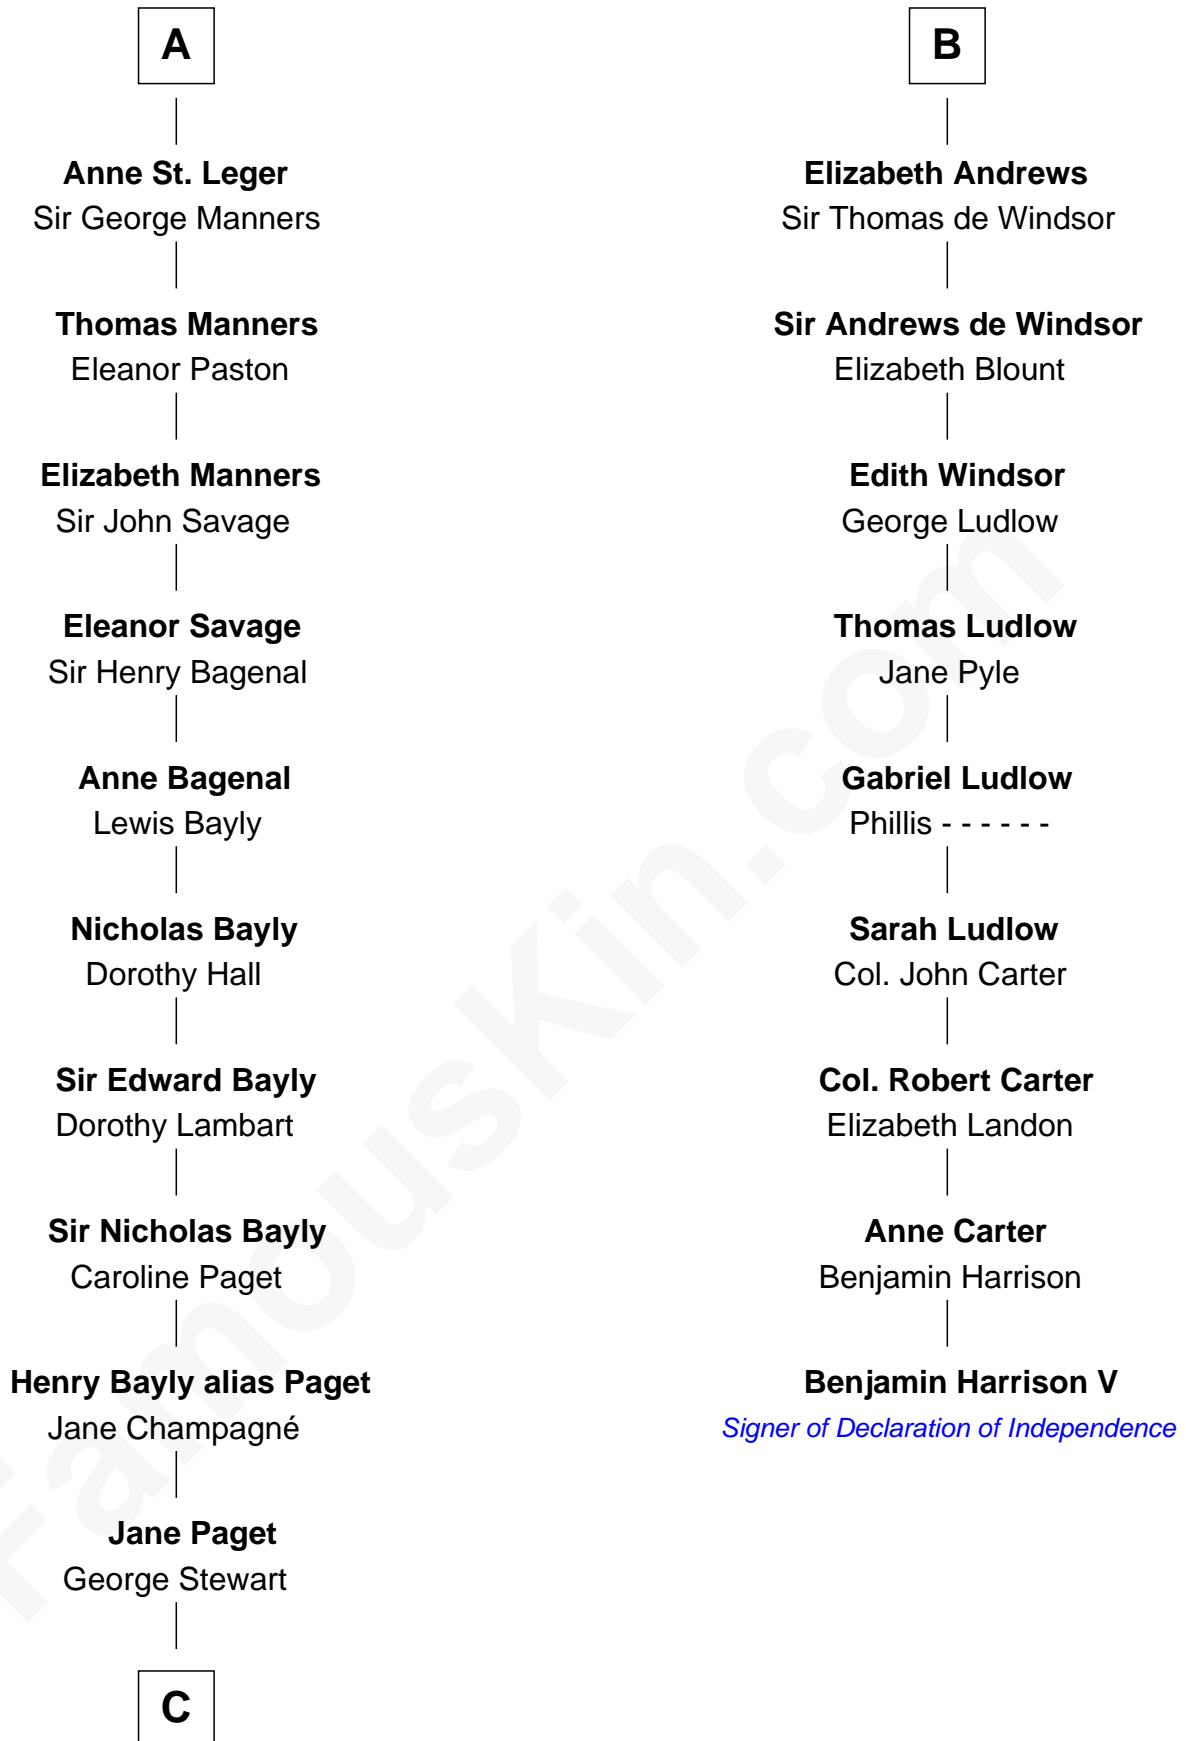 A
Anne St. Leger
Sir George Manners
Thomas Manners
Eleanor Paston
Elizabeth Manners
Sir John Savage
Eleanor Savage
Sir Henry Bagenal
Anne Bagenal
Lewis Bayly
Nicholas Bayly
Dorothy Hall
Sir Edward Bayly
Dorothy Lambart
Sir Nicholas Bayly
Caroline Paget
Henry Bayly alias Paget
Jane Champagné
Jane Paget
George Stewart
C
B
Elizabeth Andrews
Sir Thomas de Windsor
Sir Andrews de Windsor
Elizabeth Blount
Edith Windsor
George Ludlow
Thomas Ludlow
Jane Pyle
Gabriel Ludlow
Phillis - - - - - -
Sarah Ludlow
Col. John Carter
Col. Robert Carter
Elizabeth Landon
Anne Carter
Benjamin Harrison
Benjamin Harrison V
Signer of Declaration of Independence
FamousKin.com